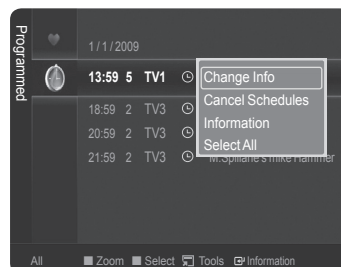 Programmed
1 / 1 / 2009
13:59 5 TV1
Change Info
Cancel Schedules
Information
Select All
18:59 2 TV3
20:59 2 TV3
21:59 2 TV3 M.Spillane's mike Hammer
All Zoom Select Tools Information